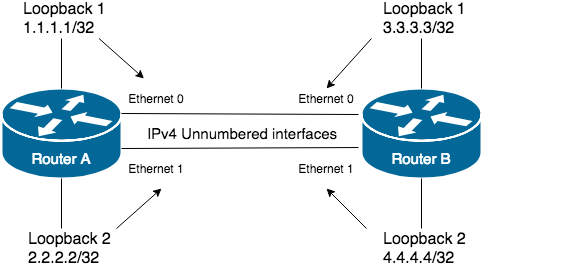 Loopback 1
1.1.1.1/32
Loopback 1
3.3.3.3/32
Ethernet 0
Ethernet 0
IPv4 Unnumbered interfaces
Router A
Router B
Ethernet 1
Ethernet 1
Loopback 2
2.2.2.2/32
Loopback 2
4.4.4.4/32